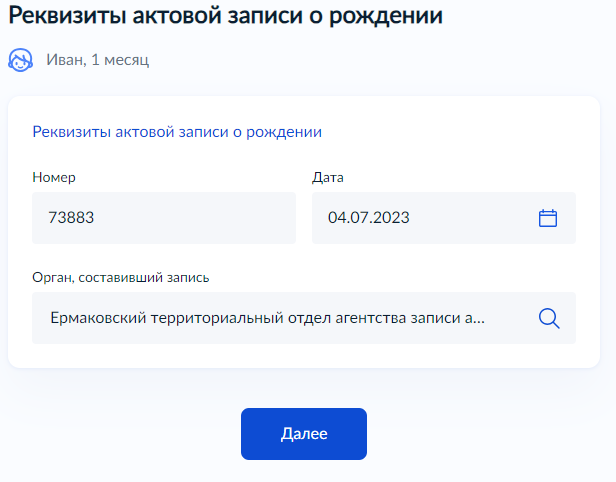 Реквизиты актовой записи о рождении
Иван, 1 месяц
Реквизиты актовой записи о рождении
Номер
Дата
73883
04.07.2023
Орган, составивший запись
Ермаковский территориальный отдел агентства записи а...
Далее